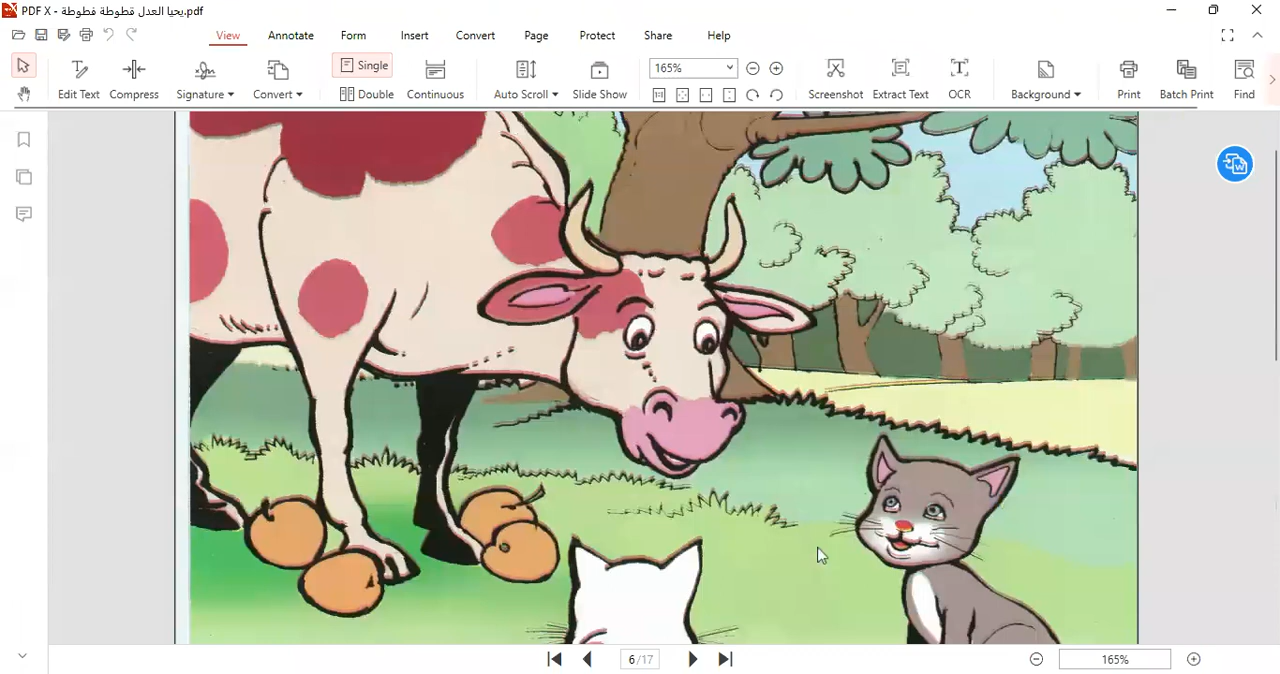 PDF X - يحيا العدل قطوطة فطوطة.pdf
View Annotate Form Insert Convert Page Protect Share Help
Single
165%
Edit Text Compress Signature Convert Double Continuous Auto Scroll Slide Show Screenshot Extract Text OCR Background Print Batch Print Find
W
6 /17
165%